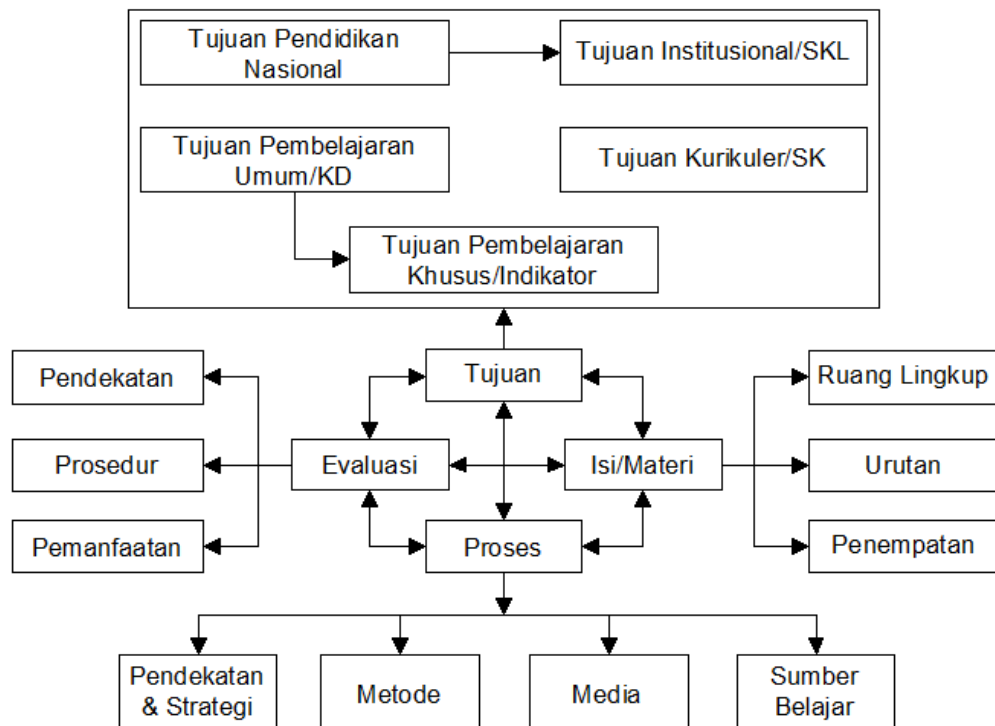 Tujuan Pendidikan
Nasional
Tujuan Institusional/SKL
Tujuan Pembelajaran
Umum/KD
Tujuan Kurikuler/SK
Tujuan Pembelajaran
Khusus/Indikator
Pendekatan
Tujuan
Ruang Lingkup
Prosedur
Evaluasi
Isi/Materi
Urutan
Pemanfaatan
Proses
Penempatan
Pendekatan
& Strategi
Metode
Media
Sumber
Belajar